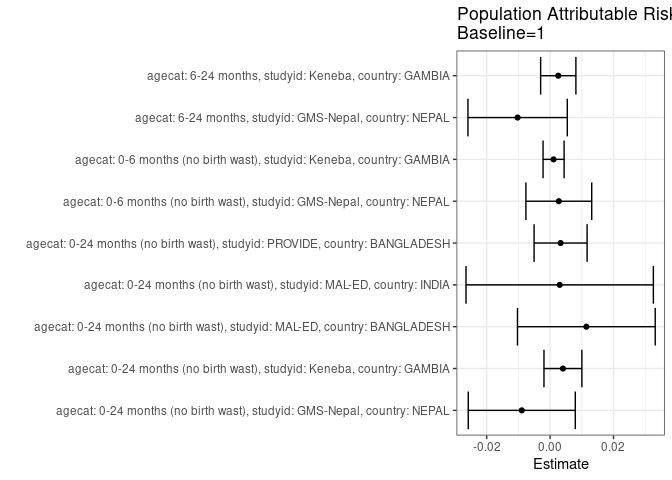 Population Attributable Risk
Baseline=1
agecat: 6-24 months, studyid: Keneba, country: GAMBIA
agecat: 6-24 months, studyid: GMS-Nepal, country: NEPAL
agecat: 0-6 months (no birth wast), studyid: Keneba, country: GAMBIA
agecat: 0-6 months (no birth wast), studyid: GMS-Nepal, country: NEPAL
agecat: 0-24 months (no birth wast), studyid: PROVIDE, country: BANGLADESH
agecat: 0-24 months (no birth wast), studyid: MAL-ED, country: INDIA
agecat: 0-24 months (no birth wast), studyid: MAL-ED, country: BANGLADESH
agecat: 0-24 months (no birth wast), studyid: Keneba, country: GAMBIA
agecat: 0-24 months (no birth wast), studyid: GMS-Nepal, country: NEPAL
-0.02 0.00 0.02
Estimate